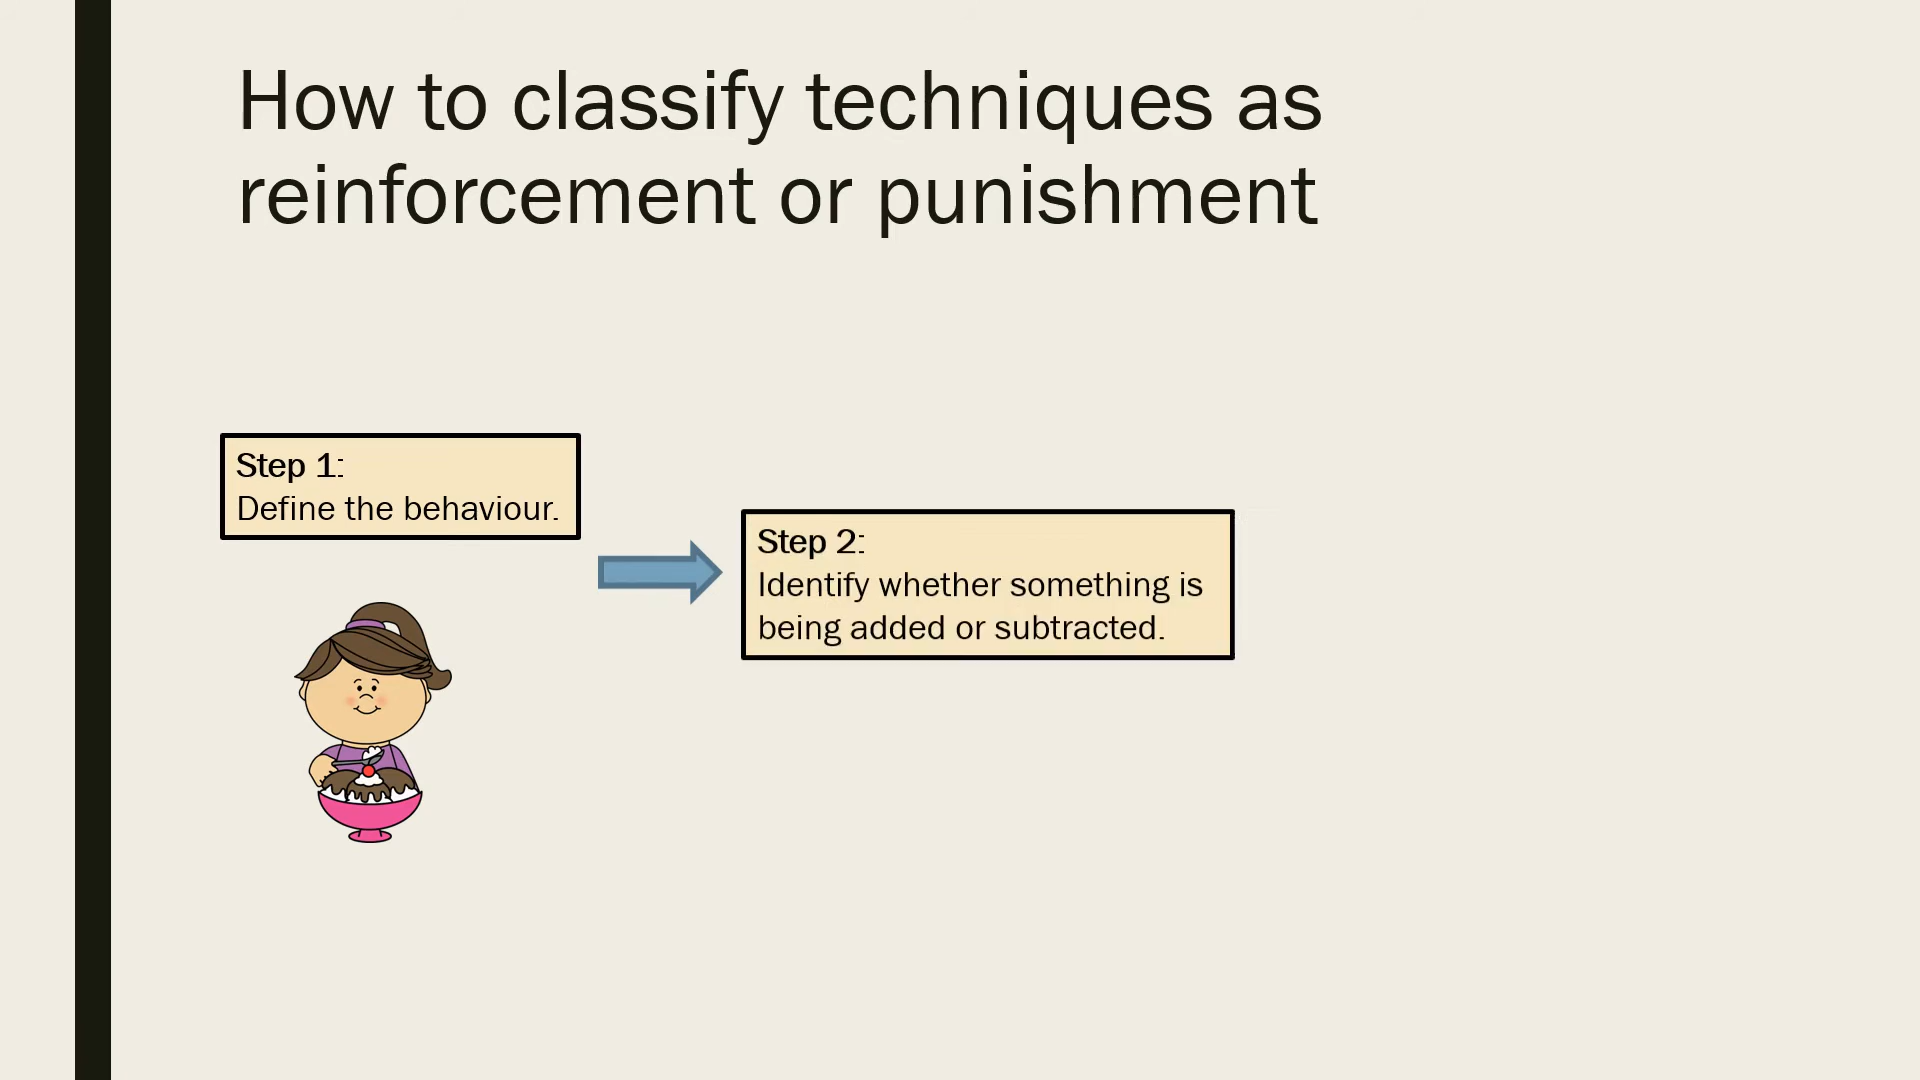 How to classify techniques as
reinforcement or punishment
Step 1:
Define the behaviour.
Step 2:
Identify whether something is
being added or subtracted.